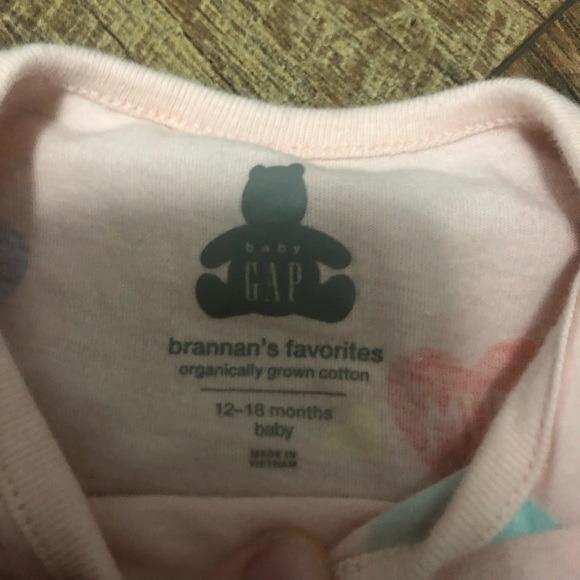 baby
GAP
brannan's favorites
organically grown cotton
12-18 months
baby
MADE IN
VIETNAM